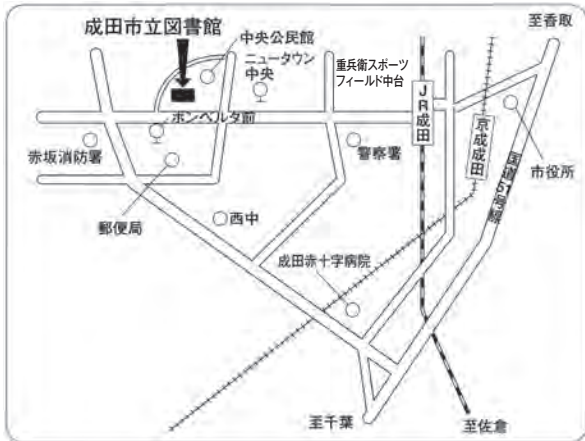 至香取
成田市立図書館
中央公民館
ニュータウン
中央
重兵衛スポーツ
フィールド中台
JR成田
ボンベルタ前
京成成田
赤坂消防署
警察署
市役所
国道51号線
郵便局
西中
成田赤十字病院
至千葉
至佐倉